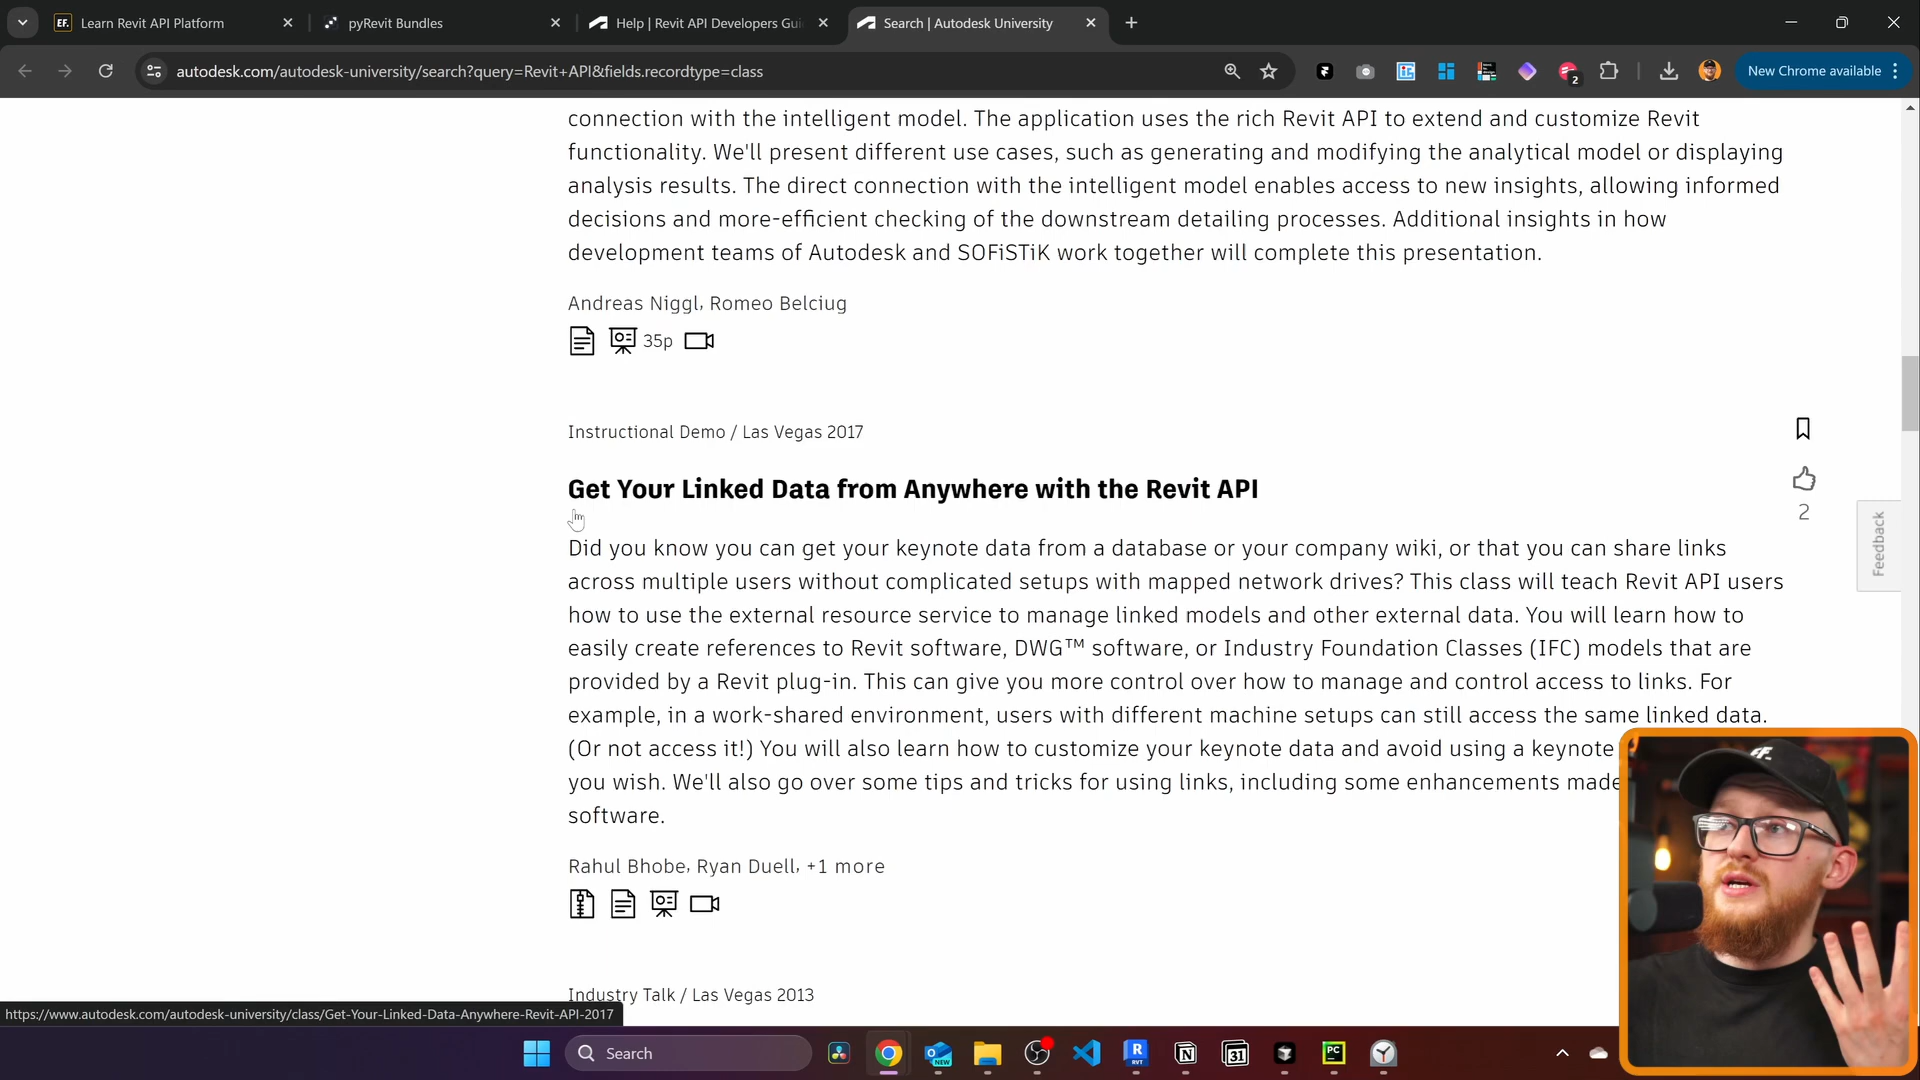 EF. Learn Revit API Platform
pyRevit Bundles
Help | Revit API Developers Gui
Search | Autodesk University
autodesk.com/autodesk-university/search?query=Revit+API&fields.recordtype=class
2
New Chrome available
connection with the intelligent model. The application uses the rich Revit API to extend and customize Revit
functionality. We'll present different use cases, such as generating and modifying the analytical model or displaying
analysis results. The direct connection with the intelligent model enables access to new insights, allowing informed
decisions and more-efficient checking of the downstream detailing processes. Additional insights in how
development teams of Autodesk and SOFiSTiK work together will complete this presentation.
Andreas Niggl, Romeo Belciug
35p
Instructional Demo / Las Vegas 2017
Get Your Linked Data from Anywhere with the Revit API
2
Feedback
Did you know you can get your keynote data from a database or your company wiki, or that you can share links
across multiple users without complicated setups with mapped network drives? This class will teach Revit API users
how to use the external resource service to manage linked models and other external data. You will learn how to
easily create references to Revit software, DWG™ software, or Industry Foundation Classes (IFC) models that are
provided by a Revit plug-in. This can give you more control over how to manage and control access to links. For
example, in a work-shared environment, users with different machine setups can still access the same linked data.
(Or not access it!) You will also learn how to customize your keynote data and avoid using a keynote
you wish. We'll also go over some tips and tricks for using links, including some enhancements made
software.
Rahul Bhobe, Ryan Duell, +1 more
Industry Talk / Las Vegas 2013
https://www.autodesk.com/autodesk-university/class/Get-Your-Linked-Data-Anywhere-Revit-API-2017
Search
NEW
R
RVT
N
31
PC
EF.